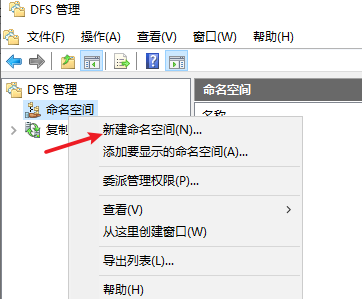 DFS 管理
文件(F) 操作(A) 查看(V) 窗口(W) 帮助(H)
DFS 管理
命名空间
命名空间
复制
新建命名空间(N)...
添加要显示的命名空间(A)...
委派管理权限(P)...
查看(V)
从这里创建窗口(W)
导出列表(L)...
帮助(H)